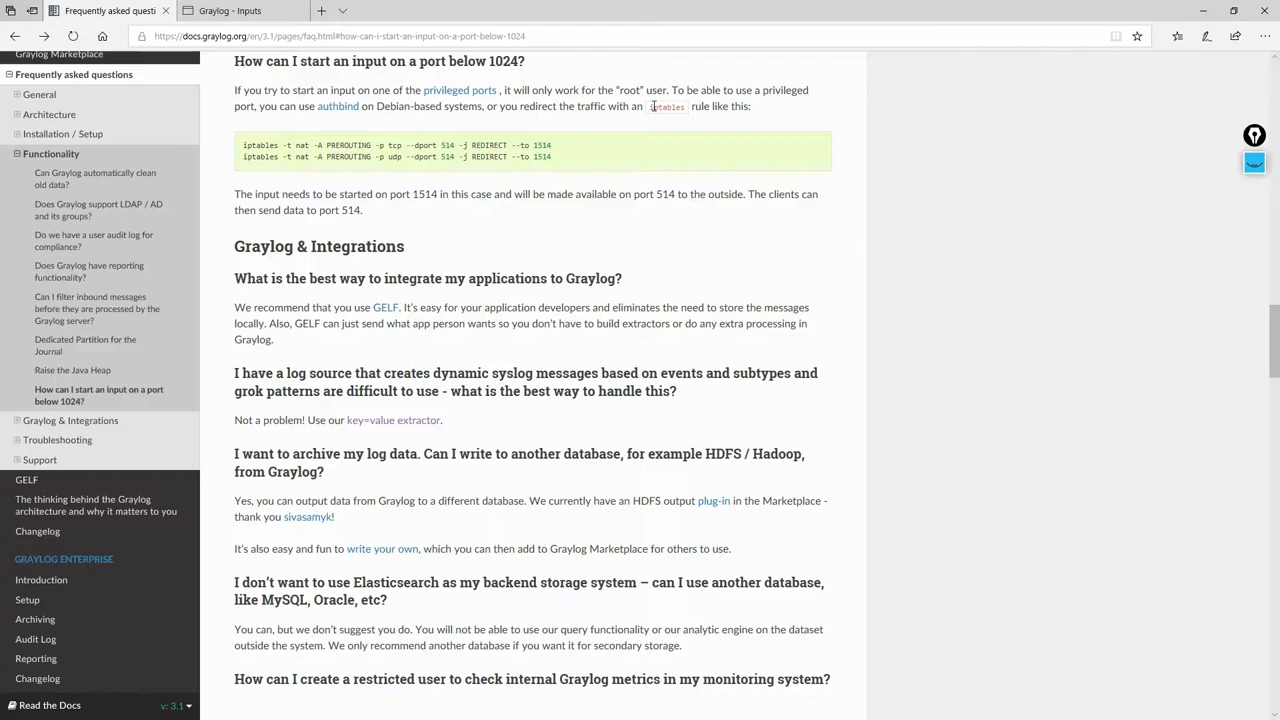 Frequently asked questi
Graylog - Inputs
https://docs.graylog.org/en/3.1/pages/faq.html#how-can-i-start-an-input-on-a-port-below-1024
Graylog Marketplace
Frequently asked questions
General
Architecture
Installation / Setup
Functionality
Can Graylog automatically clean
old data?
Does Graylog support LDAP / AD
and its groups?
Do we have a user audit log for
compliance?
Does Graylog have reporting
functionality?
Can I filter inbound messages
before they are processed by the
Graylog server?
Dedicated Partition for the
Journal
Raise the Java Heap
How can I start an input on a port
below 1024?
Graylog & Integrations
Troubleshooting
Support
GELF
The thinking behind the Graylog
architecture and why it matters to you
Changelog
GRAYLOG ENTERPRISE
Introduction
Setup
Archiving
Audit Log
Reporting
Changelog
Read the Docs
v: 3.1
How can I start an input on a port below 1024?
If you try to start an input on one of the privileged ports , it will only work for the “root” user. To be able to use a privileged
port, you can use authbind on Debian-based systems, or you redirect the traffic with an iptables rule like this:
iptables -t nat -A PREROUTING -p tcp --dport 514 -j REDIRECT --to 1514
iptables -t nat -A PREROUTING -p udp --dport 514 -j REDIRECT --to 1514
The input needs to be started on port 1514 in this case and will be made available on port 514 to the outside. The clients can
then send data to port 514.
Graylog & Integrations
What is the best way to integrate my applications to Graylog?
We recommend that you use GELF. It’s easy for your application developers and eliminates the need to store the messages
locally. Also, GELF can just send what app person wants so you don’t have to build extractors or do any extra processing in
Graylog.
I have a log source that creates dynamic syslog messages based on events and subtypes and
grok patterns are difficult to use - what is the best way to handle this?
Not a problem! Use our key=value extractor.
I want to archive my log data. Can I write to another database, for example HDFS / Hadoop,
from Graylog?
Yes, you can output data from Graylog to a different database. We currently have an HDFS output plug-in in the Marketplace -
thank you sivasamyk!
It’s also easy and fun to write your own, which you can then add to Graylog Marketplace for others to use.
I don’t want to use Elasticsearch as my backend storage system – can I use another database,
like MySQL, Oracle, etc?
You can, but we don’t suggest you do. You will not be able to use our query functionality or our analytic engine on the dataset
outside the system. We only recommend another database if you want it for secondary storage.
How can I create a restricted user to check internal Graylog metrics in my monitoring system?